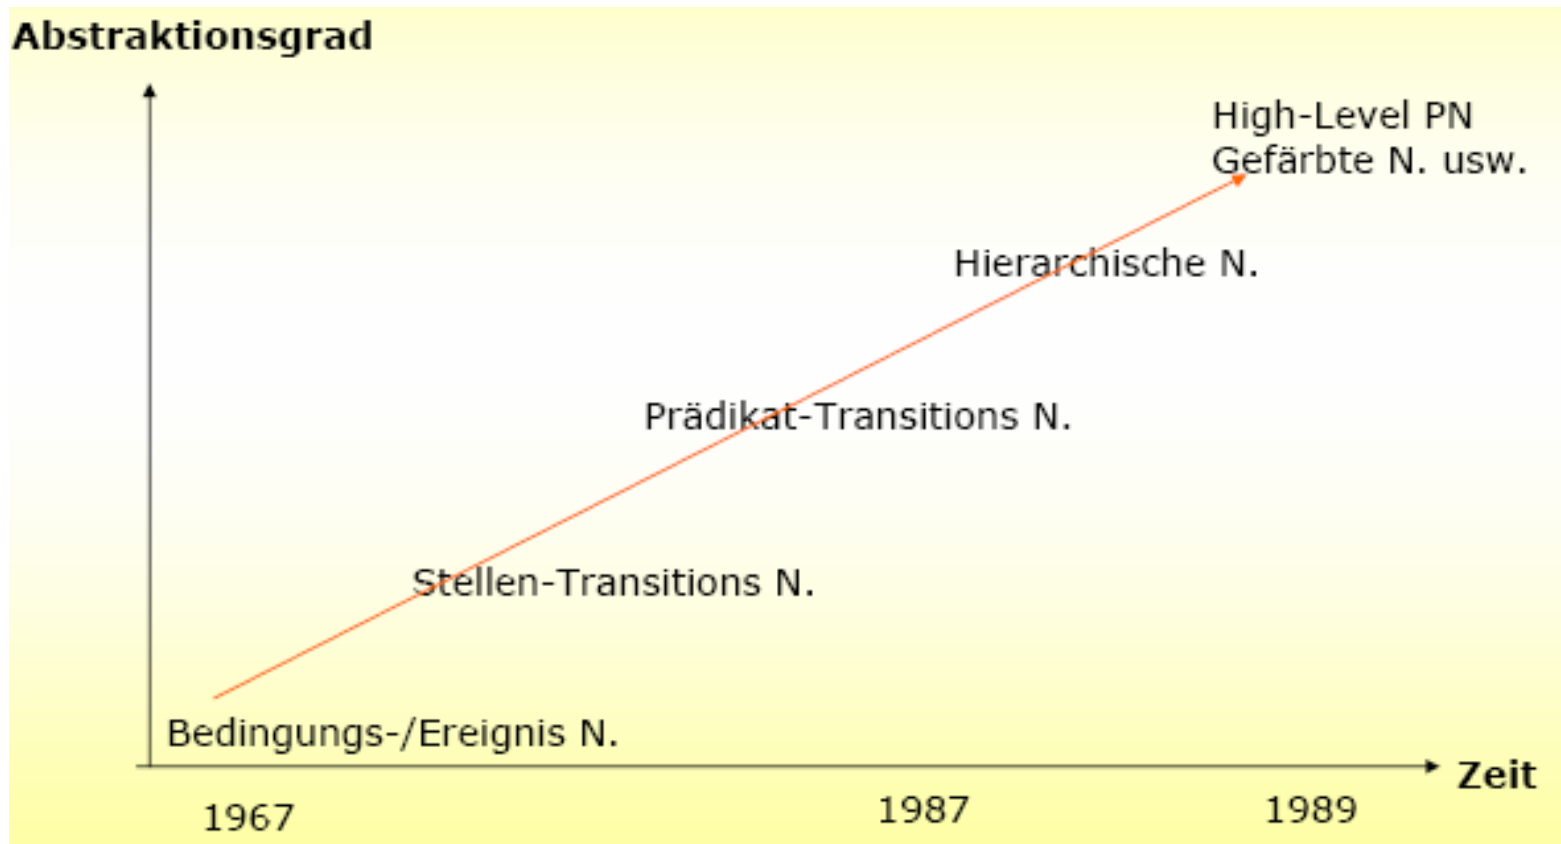 Abstraktionsgrad
High-Level PN
Gefärbte N. usw.
Hierarchische N.
Prädikat-Transitions N.
Stellen-Transitions N.
Bedingungs-/Ereignis N.
Zeit
1967
1987
1989